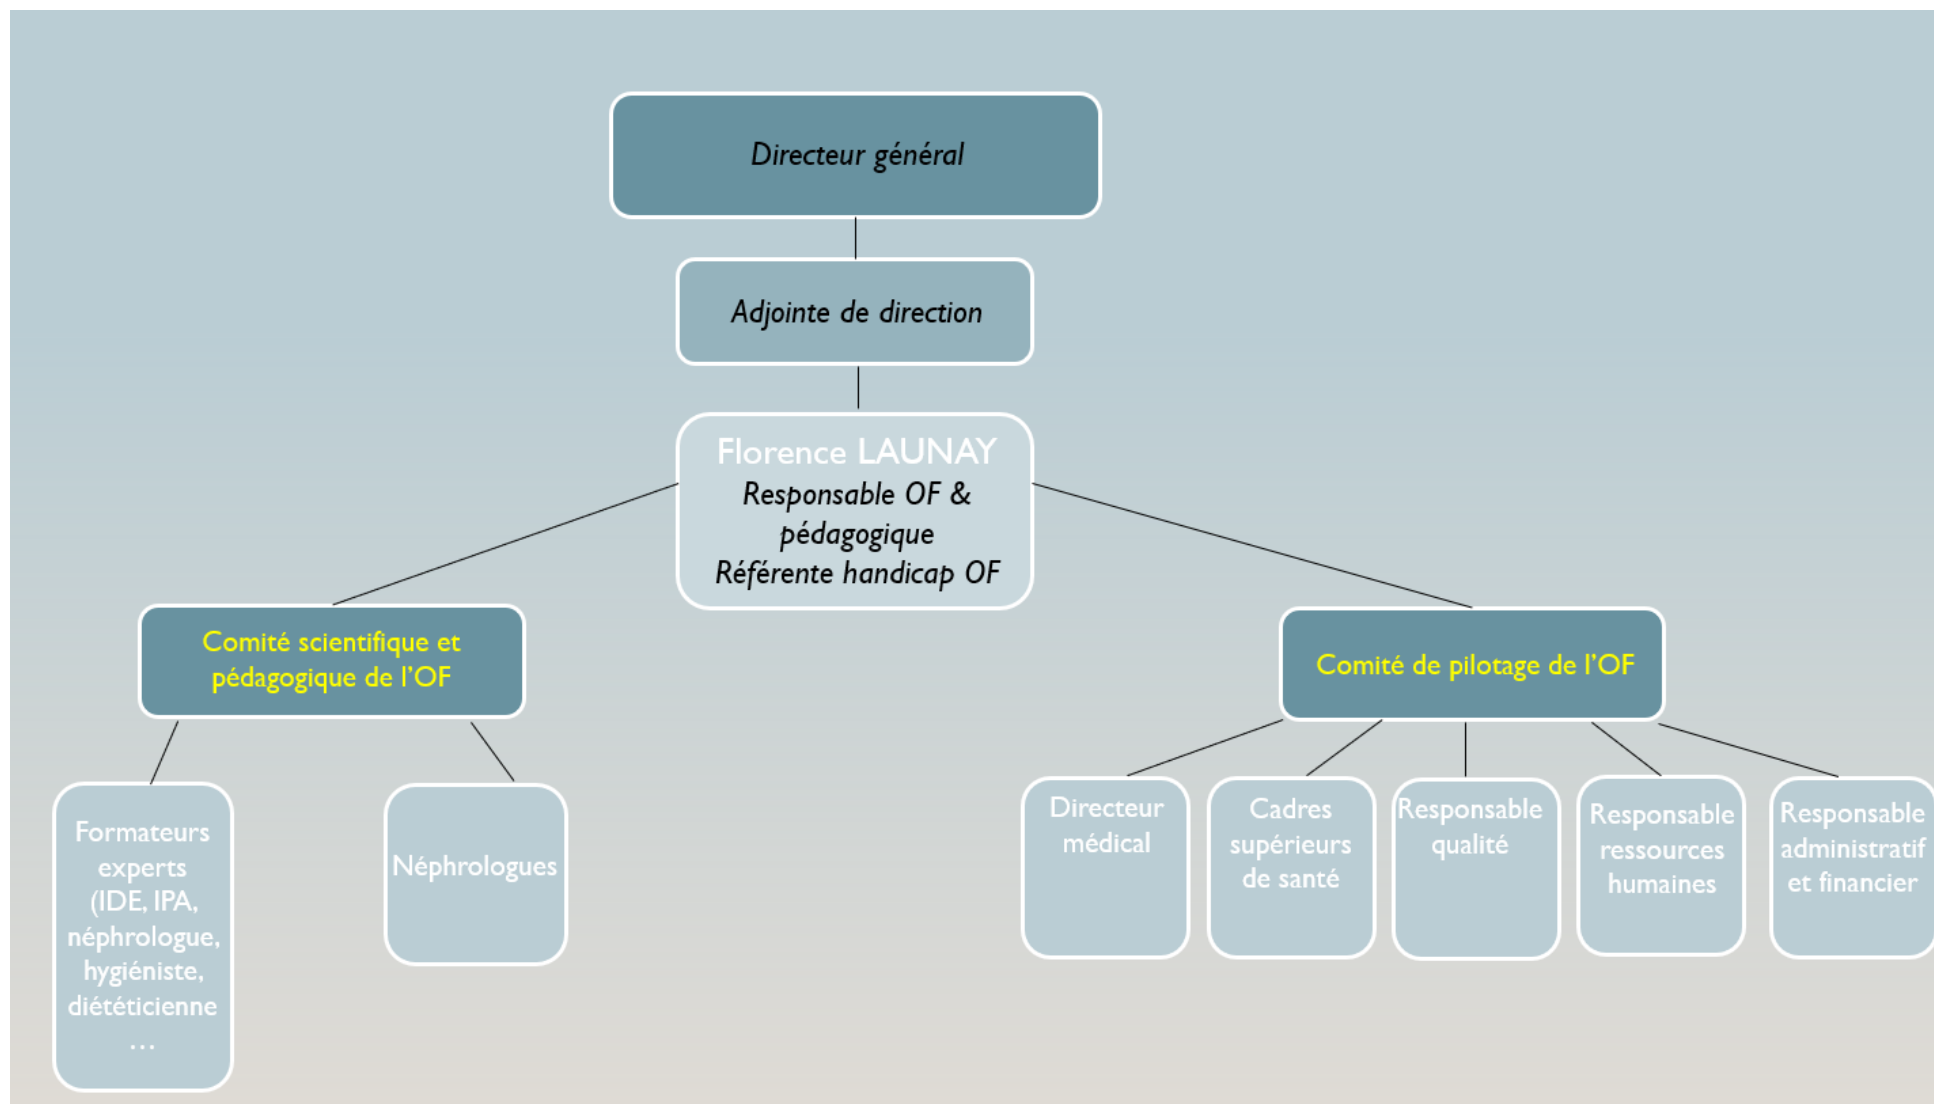 Directeur général
Adjointe de direction
Florence LAUNAY
Responsable OF &
pédagogique
Référente handicap OF
Comité scientifique et
pédagogique de l’OF
Comité de pilotage de l’OF
Formateurs
experts
(IDE, IPA,
néphrologue,
hygiéniste,
diététicienne
…
Néphrologues
Directeur
médical
Cadres
supérieurs
de santé
Responsable
qualité
Responsable
ressources
humaines
Responsable
administratif
et financier